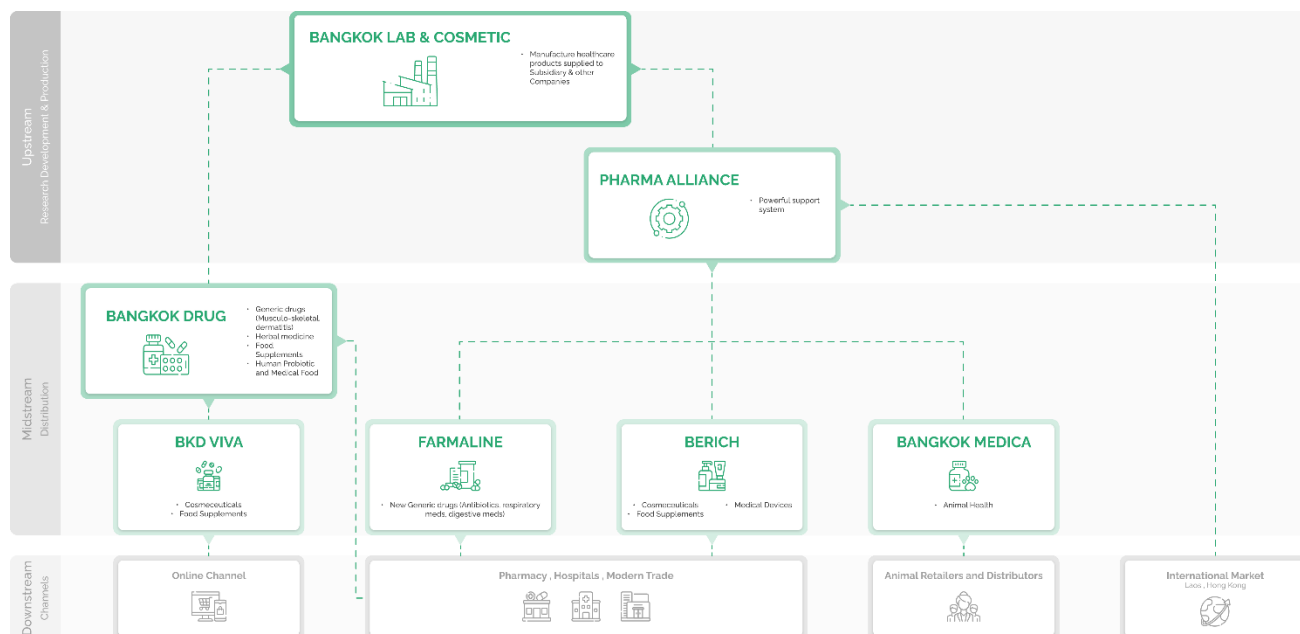 Upstream
Research Development & Production
BANGKOK LAB & COSMETIC
• Manufacture healthcare
products supplied to
Subsidiary & other
Companies
PHARMA ALLIANCE
• Powerful support
system
Midstream
Distribution
BANGKOK DRUG
• Generic drugs
(Musculo-skeletal,
dermatitis)
• Herbal medicine
• Food
Supplements
• Human Probiotic
and Medical Food
BKD VIVA
• Cosmeceuticals
• Food Supplements
FARMALINE
• New Generic drugs (Antibiotics, respiratory
meds, digestive meds)
BERICH
• Cosmeceuticals
• Food Supplements
• Medical Devices
BANGKOK MEDICA
• Animal Health
Downstream
Channels
Online Channel
Pharmacy , Hospitals , Modern Trade
Animal Retailers and Distributors
International Market
Laos , Hong Kong